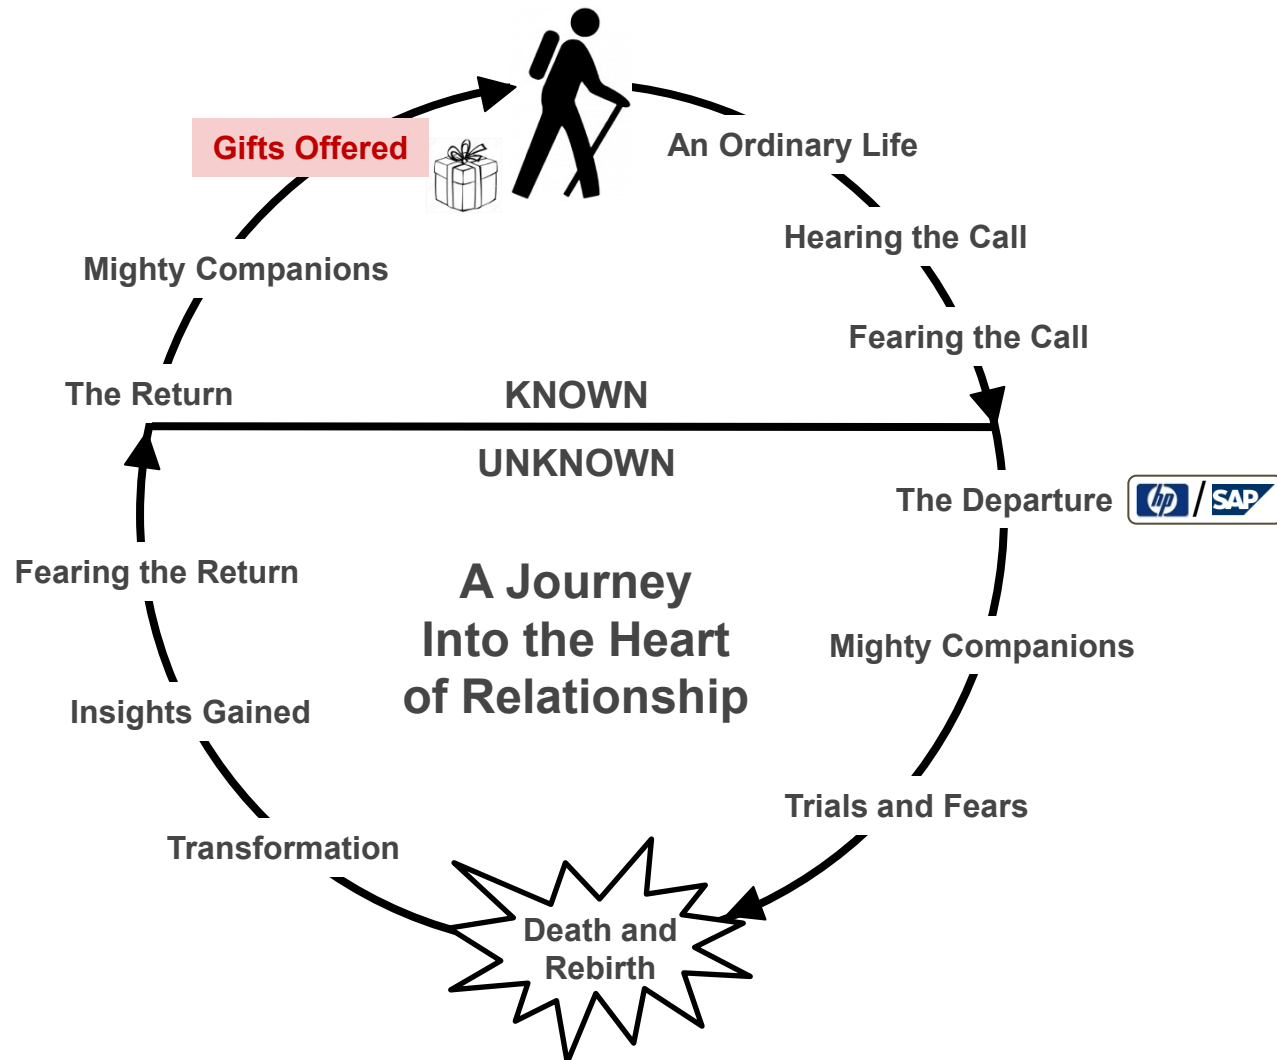 Gifts Offered
An Ordinary Life
Hearing the Call
Mighty Companions
Fearing the Call
The Return
KNOWN
UNKNOWN
The Departure
hp / SAP
Fearing the Return
A Journey
Into the Heart
of Relationship
Mighty Companions
Insights Gained
Trials and Fears
Transformation
Death and
Rebirth